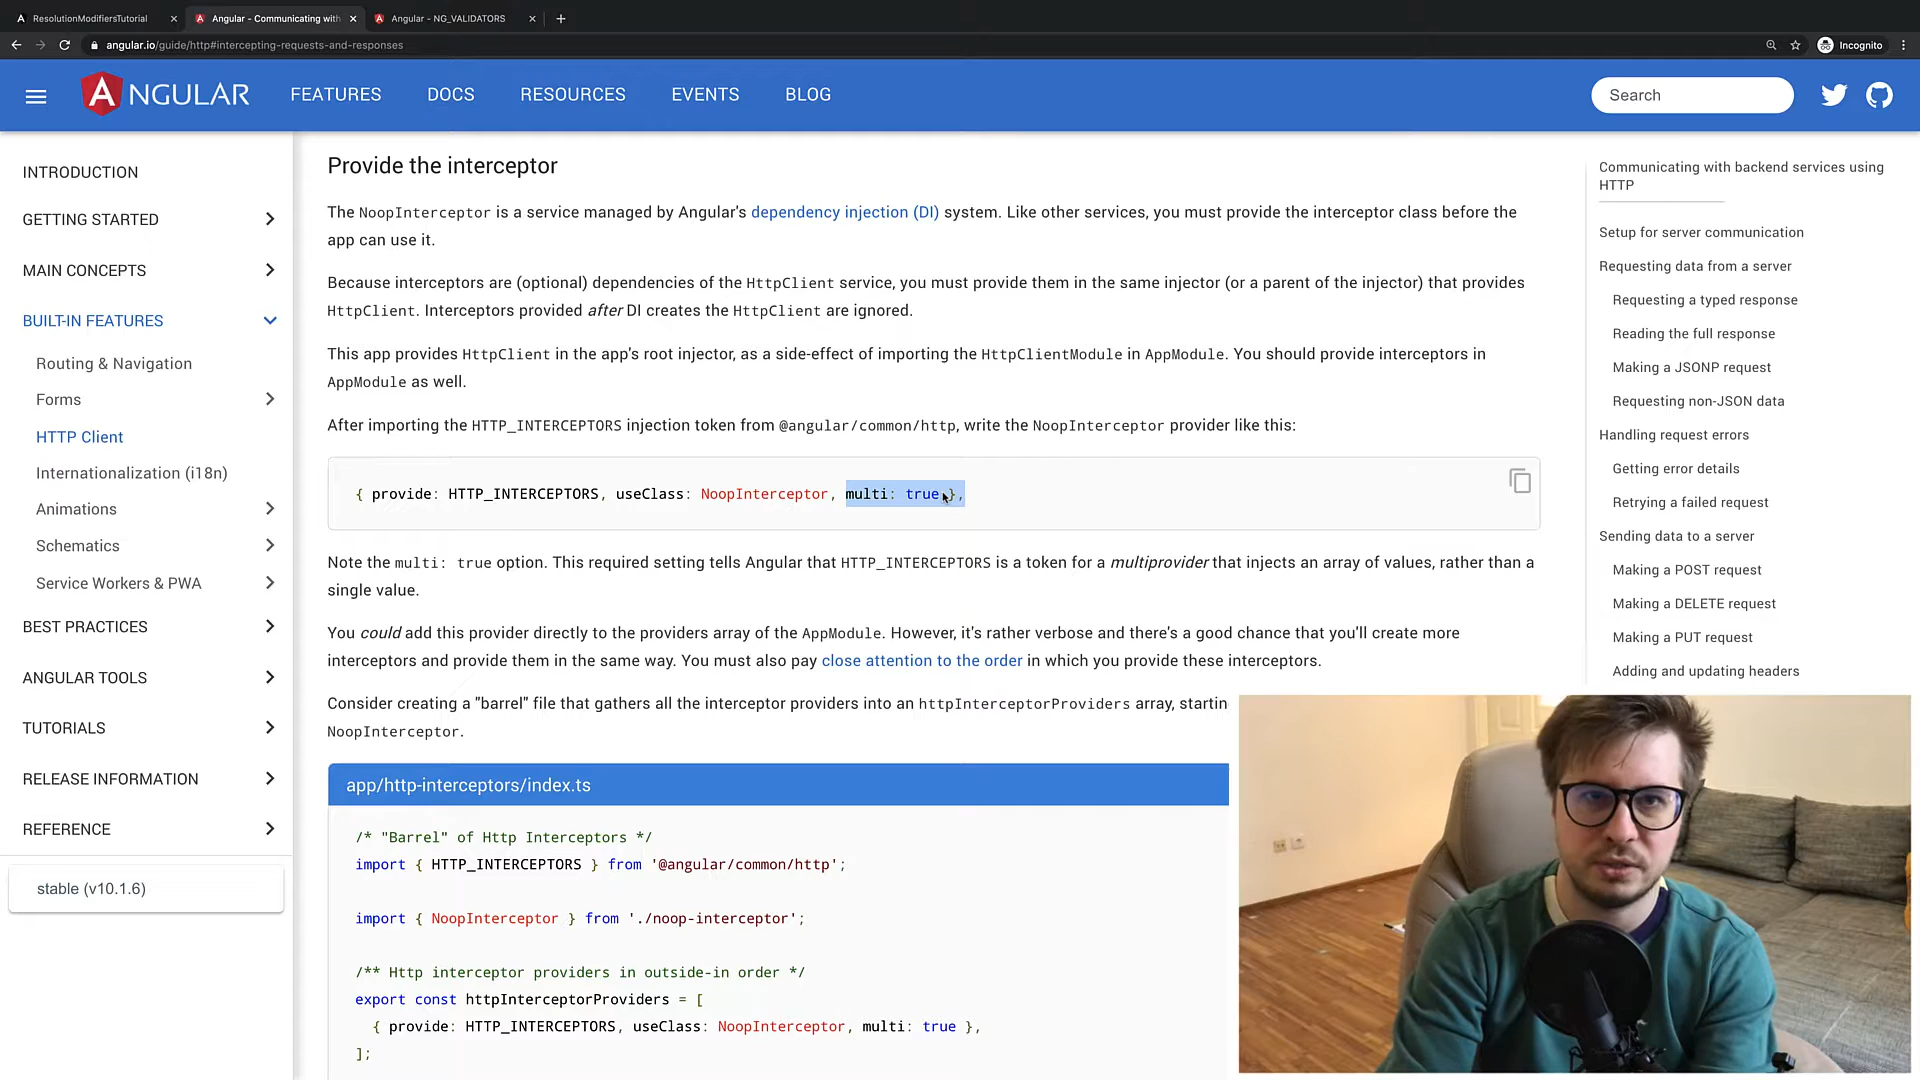 ResolutionModifiersTutorial
Angular - Communicating with
Angular - NG_VALIDATORS
angular.io/guide/http#intercepting-requests-and-responses
Incognito
ANGULAR
FEATURES
DOCS
RESOURCES
EVENTS
BLOG
Search
INTRODUCTION
GETTING STARTED
MAIN CONCEPTS
BUILT-IN FEATURES
Routing & Navigation
Forms
HTTP Client
Internationalization (i18n)
Animations
Schematics
Service Workers & PWA
BEST PRACTICES
ANGULAR TOOLS
TUTORIALS
RELEASE INFORMATION
REFERENCE
stable (v10.1.6)
Provide the interceptor
The NoopInterceptor is a service managed by Angular's dependency injection (DI) system. Like other services, you must provide the interceptor class before the
app can use it.
Because interceptors are (optional) dependencies of the HttpClient service, you must provide them in the same injector (or a parent of the injector) that provides
HttpClient. Interceptors provided after DI creates the HttpClient are ignored.
This app provides HttpClient in the app's root injector, as a side-effect of importing the HttpClientModule in AppModule. You should provide interceptors in
AppModule as well.
After importing the HTTP_INTERCEPTORS injection token from @angular/common/http, write the NoopInterceptor provider like this:
{ provide: HTTP_INTERCEPTORS, useClass: NoopInterceptor, multi: true },
Note the multi: true option. This required setting tells Angular that HTTP_INTERCEPTORS is a token for a multiprovider that injects an array of values, rather than a
single value.
You could add this provider directly to the providers array of the AppModule. However, it's rather verbose and there's a good chance that you'll create more
interceptors and provide them in the same way. You must also pay close attention to the order in which you provide these interceptors.
Consider creating a "barrel" file that gathers all the interceptor providers into an httpInterceptorProviders array, startin
NoopInterceptor.
app/http-interceptors/index.ts
/* "Barrel" of Http Interceptors */
import { HTTP_INTERCEPTORS } from '@angular/common/http';
import { NoopInterceptor } from './noop-interceptor';
/** Http interceptor providers in outside-in order */
export const httpInterceptorProviders = [
{ provide: HTTP_INTERCEPTORS, useClass: NoopInterceptor, multi: true },
];
Communicating with backend services using
HTTP
Setup for server communication
Requesting data from a server
Requesting a typed response
Reading the full response
Making a JSONP request
Requesting non-JSON data
Handling request errors
Getting error details
Retrying a failed request
Sending data to a server
Making a POST request
Making a DELETE request
Making a PUT request
Adding and updating headers